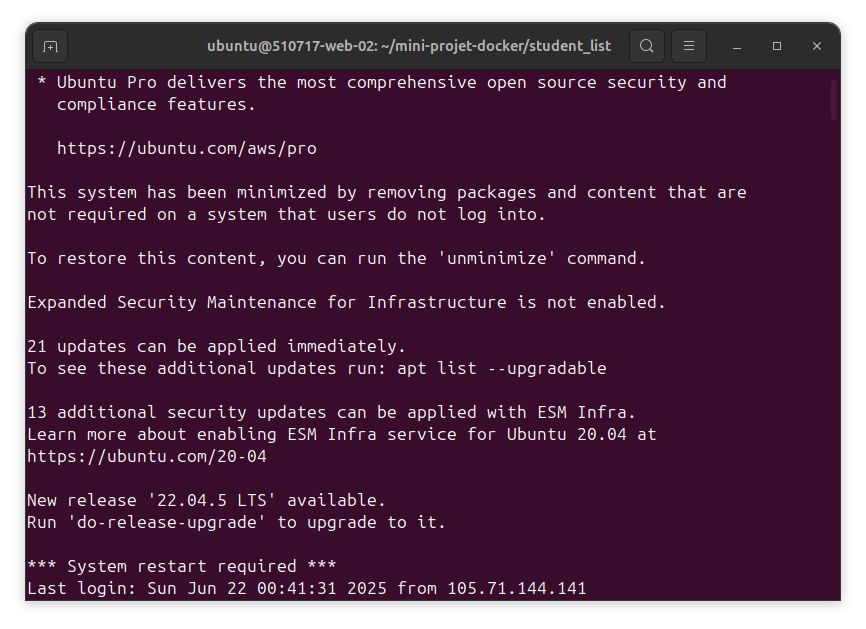 ubuntu@510717-web-02: ~/mini-projet-docker/student_list
* Ubuntu Pro delivers the most comprehensive open source security and
compliance features.
https://ubuntu.com/aws/pro
This system has been minimized by removing packages and content that are
not required on a system that users do not log into.
To restore this content, you can run the 'unminimize' command.
Expanded Security Maintenance for Infrastructure is not enabled.
21 updates can be applied immediately.
To see these additional updates run: apt list --upgradable
13 additional security updates can be applied with ESM Infra.
Learn more about enabling ESM Infra service for Ubuntu 20.04 at
https://ubuntu.com/20-04
New release '22.04.5 LTS' available.
Run 'do-release-upgrade' to upgrade to it.
*** System restart required ***
Last login: Sun Jun 22 00:41:31 2025 from 105.71.144.141